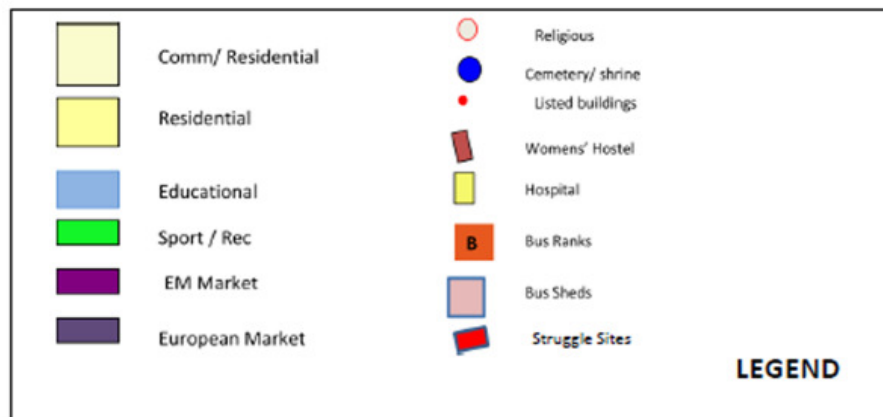 Comm/ Residential
Residential
Educational
Sport / Rec
EM Market
European Market
Religious
Cemetery/ shrine
Listed buildings
Womens' Hostel
Hospital
B
Bus Ranks
Bus Sheds
Struggle Sites
LEGEND